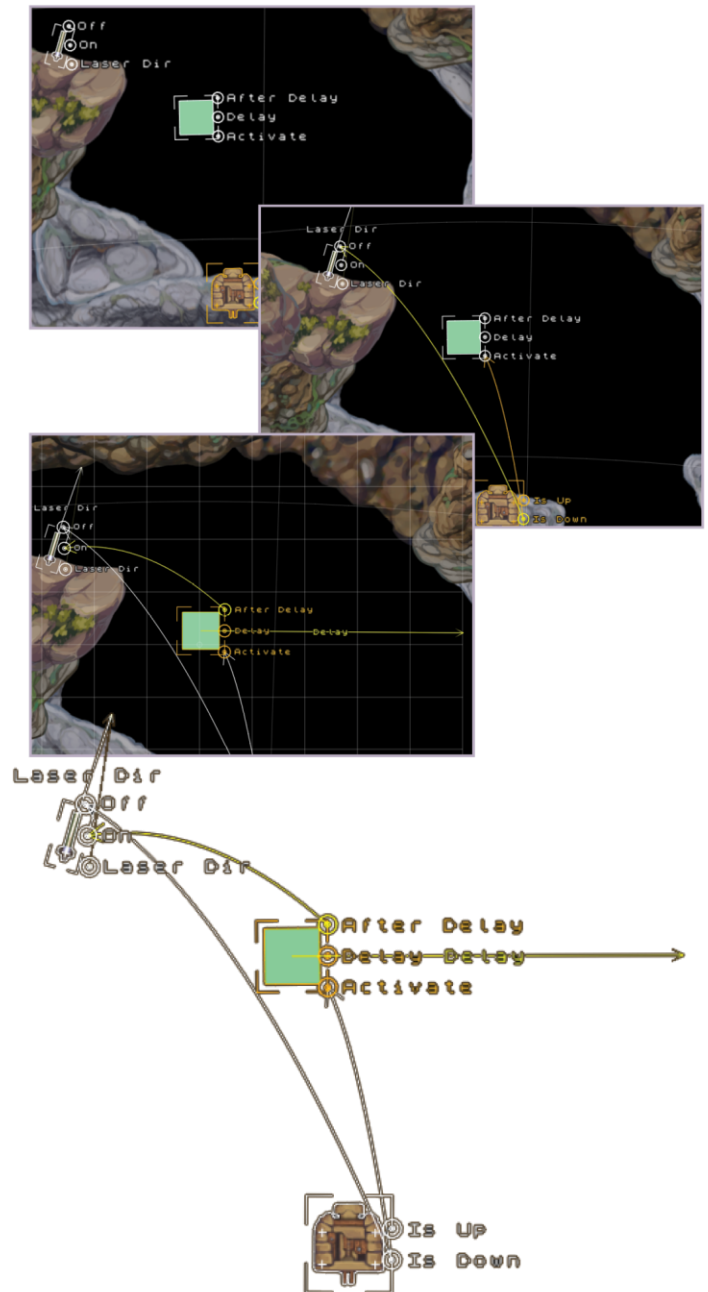 Off
On
Laser Dir
After Delay
Delay
Activate
Laser Dir
Off
On
Laser Dir
After Delay
Delay
Activate
Is Up
Is Down
Laser Dir
Off
On
Laser Dir
After Delay
Delay Delay
Activate
Laser Dir
Off
On
Laser Dir
After Delay
Delay Delay
Activate
Is Up
Is Down